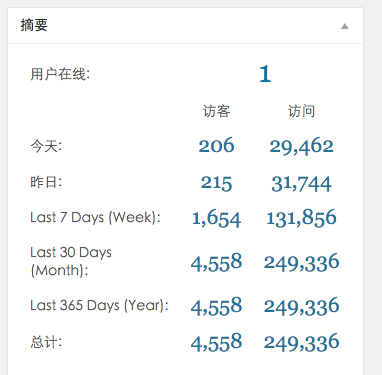 摘要
用户在线: 1
访客 访问
今天: 206 29,462
昨日: 215 31,744
Last 7 Days (Week): 1,654 131,856
Last 30 Days
(Month): 4,558 249,336
Last 365 Days (Year): 4,558 249,336
总计: 4,558 249,336